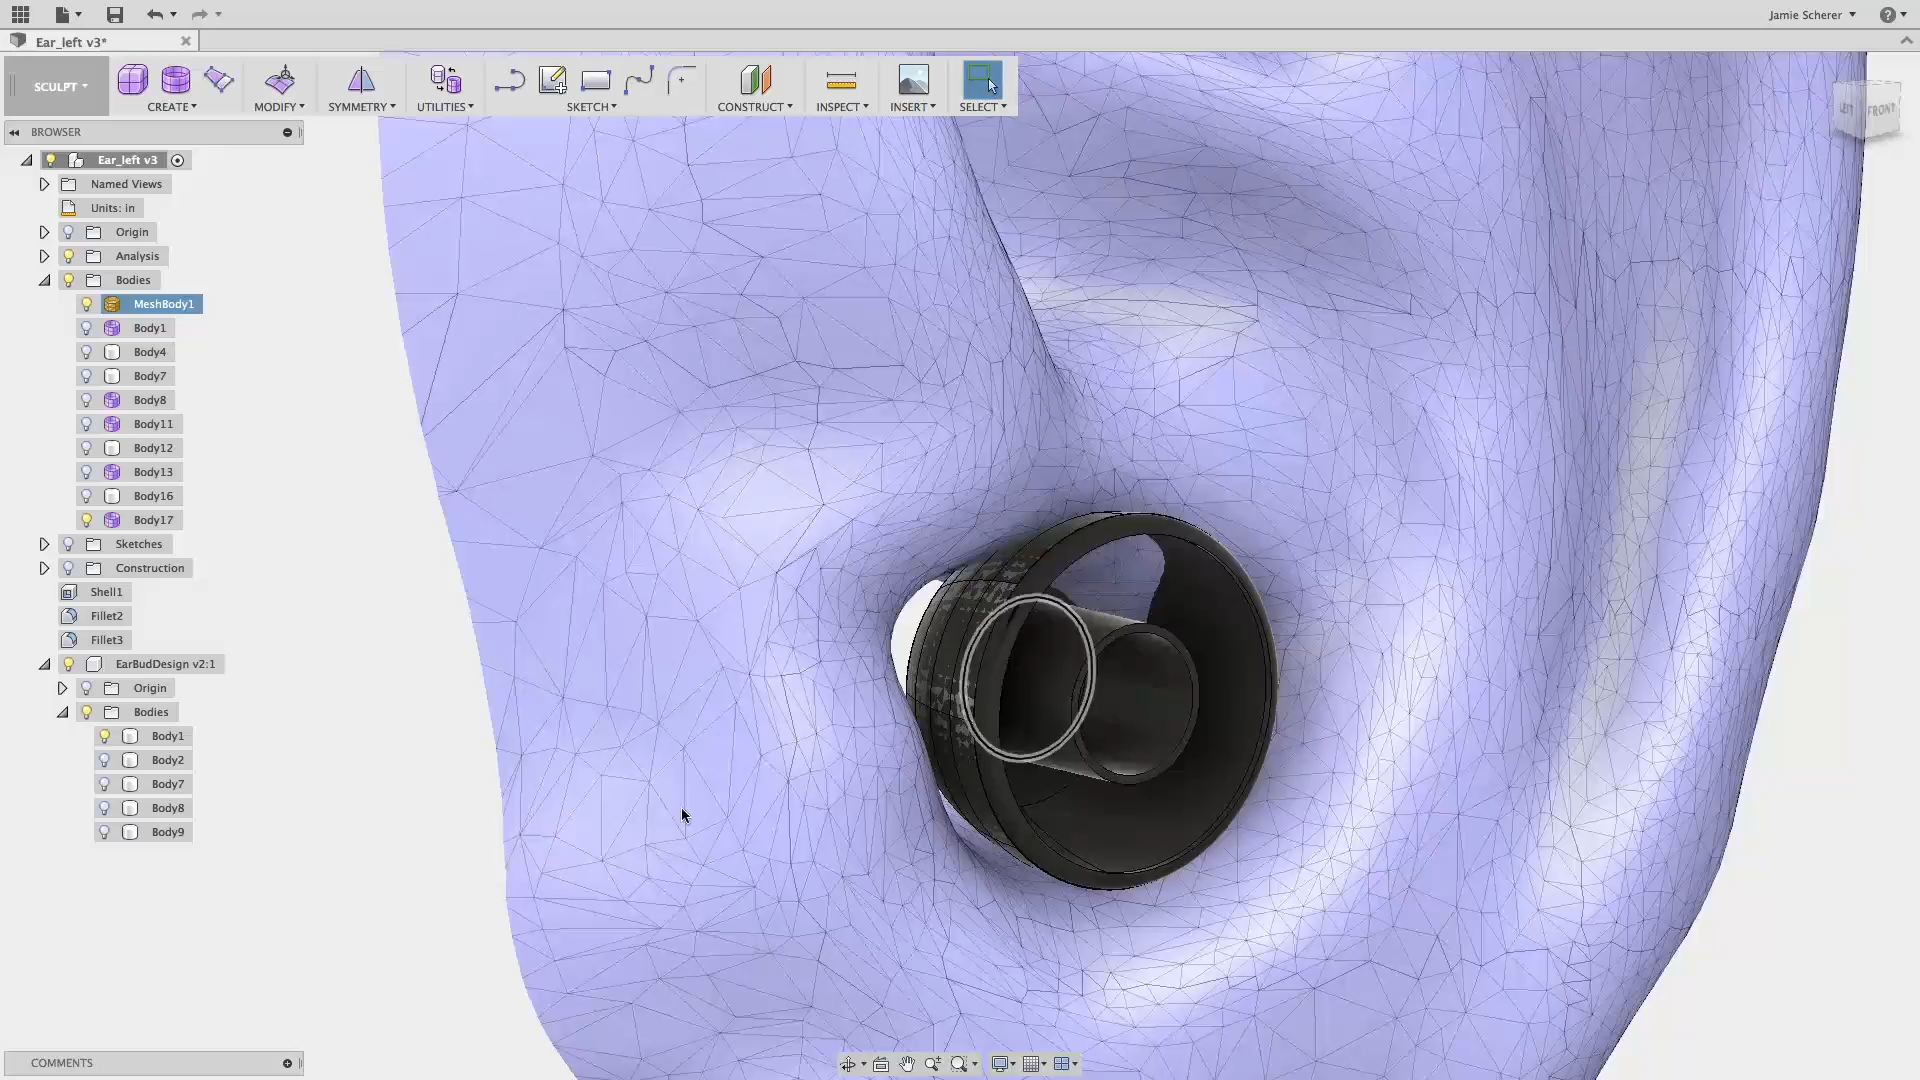 Jamie Scherer
Ear_left v3*
SCULPT
CREATE
MODIFY
SYMMETRY
UTILITIES
SKETCH
CONSTRUCT
INSPECT
INSERT
SELECT
LEFT
FRONT
BROWSER
Ear_left v3
Named Views
Units: in
Origin
Analysis
Bodies
MeshBody1
Body1
Body4
Body7
Body8
Body11
Body12
Body13
Body16
Body17
Sketches
Construction
Shell1
Fillet2
Fillet3
EarBudDesign v2:1
Origin
Bodies
Body1
Body2
Body7
Body8
Body9
COMMENTS